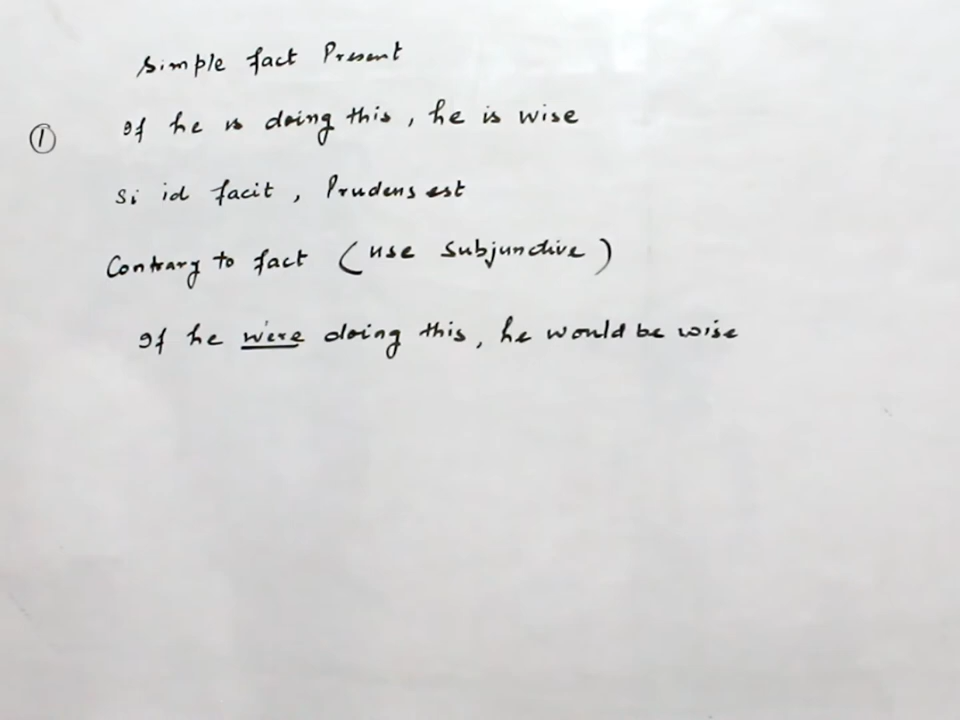 Simple fact Present
① If he is doing this, he is wise
Si id facit, Prudens est
Contrary to fact (use subjunctive)
If he were doing this, he would be wise